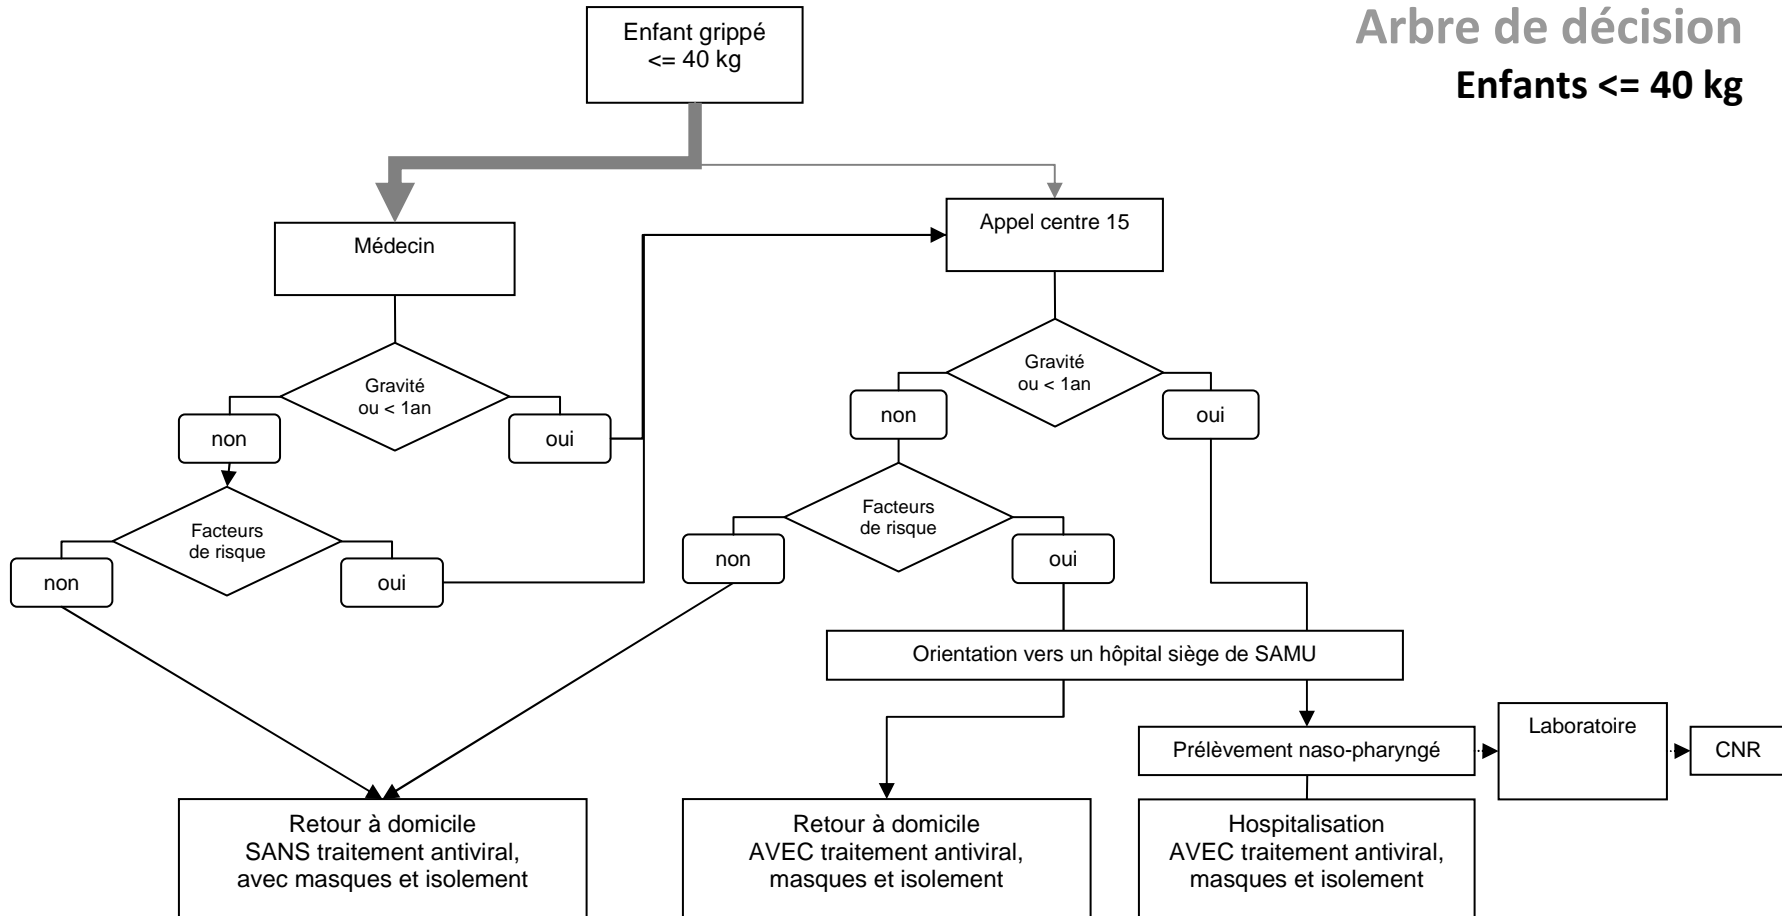 Arbre de décision
Enfants <= 40 kg
Enfant grippé
<= 40 kg
Médecin
Appel centre 15
Gravité
ou < 1an
non
oui
Gravité
ou < 1an
non
oui
Facteurs
de risque
non
oui
Facteurs
de risque
non
oui
Orientation vers un hôpital siège de SAMU
Prélèvement naso-pharyngé
Laboratoire
CNR
Retour à domicile
SANS traitement antiviral,
avec masques et isolement
Retour à domicile
AVEC traitement antiviral,
masques et isolement
Hospitalisation
AVEC traitement antiviral,
masques et isolement